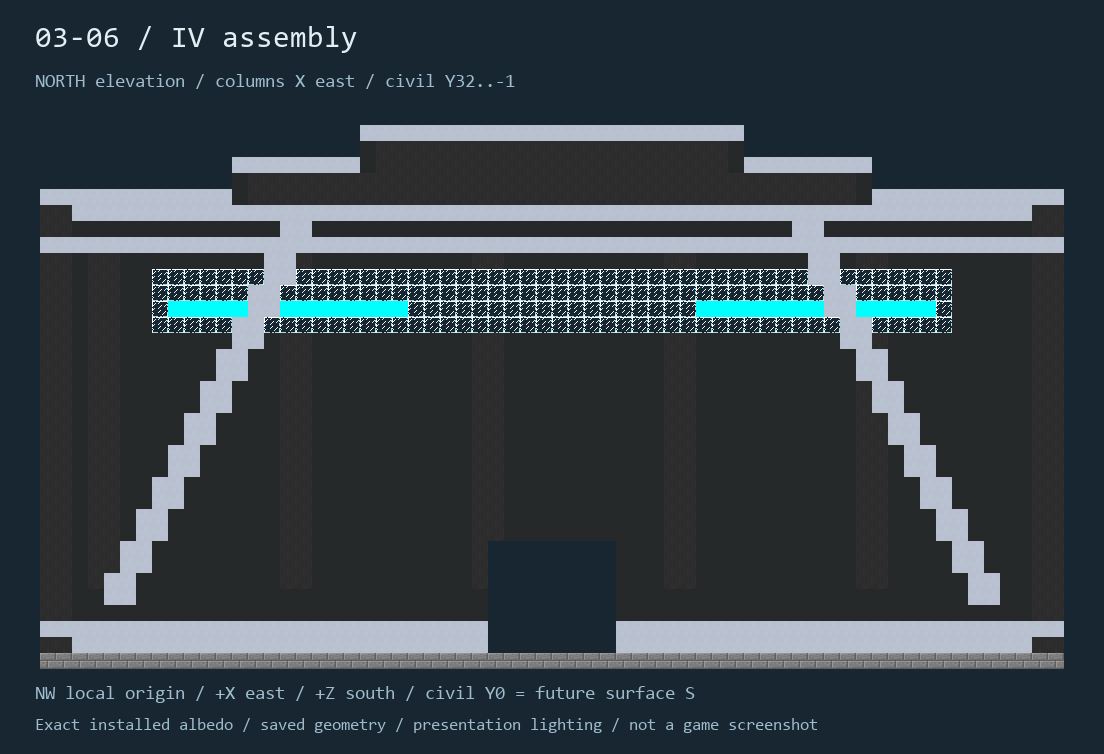 03-06 / IV assembly
NORTH elevation / columns X east / civil Y32..-1
NW local origin / +X east / +Z south / civil Y0 = future surface S
Exact installed albedo / saved geometry / presentation lighting / not a game screenshot